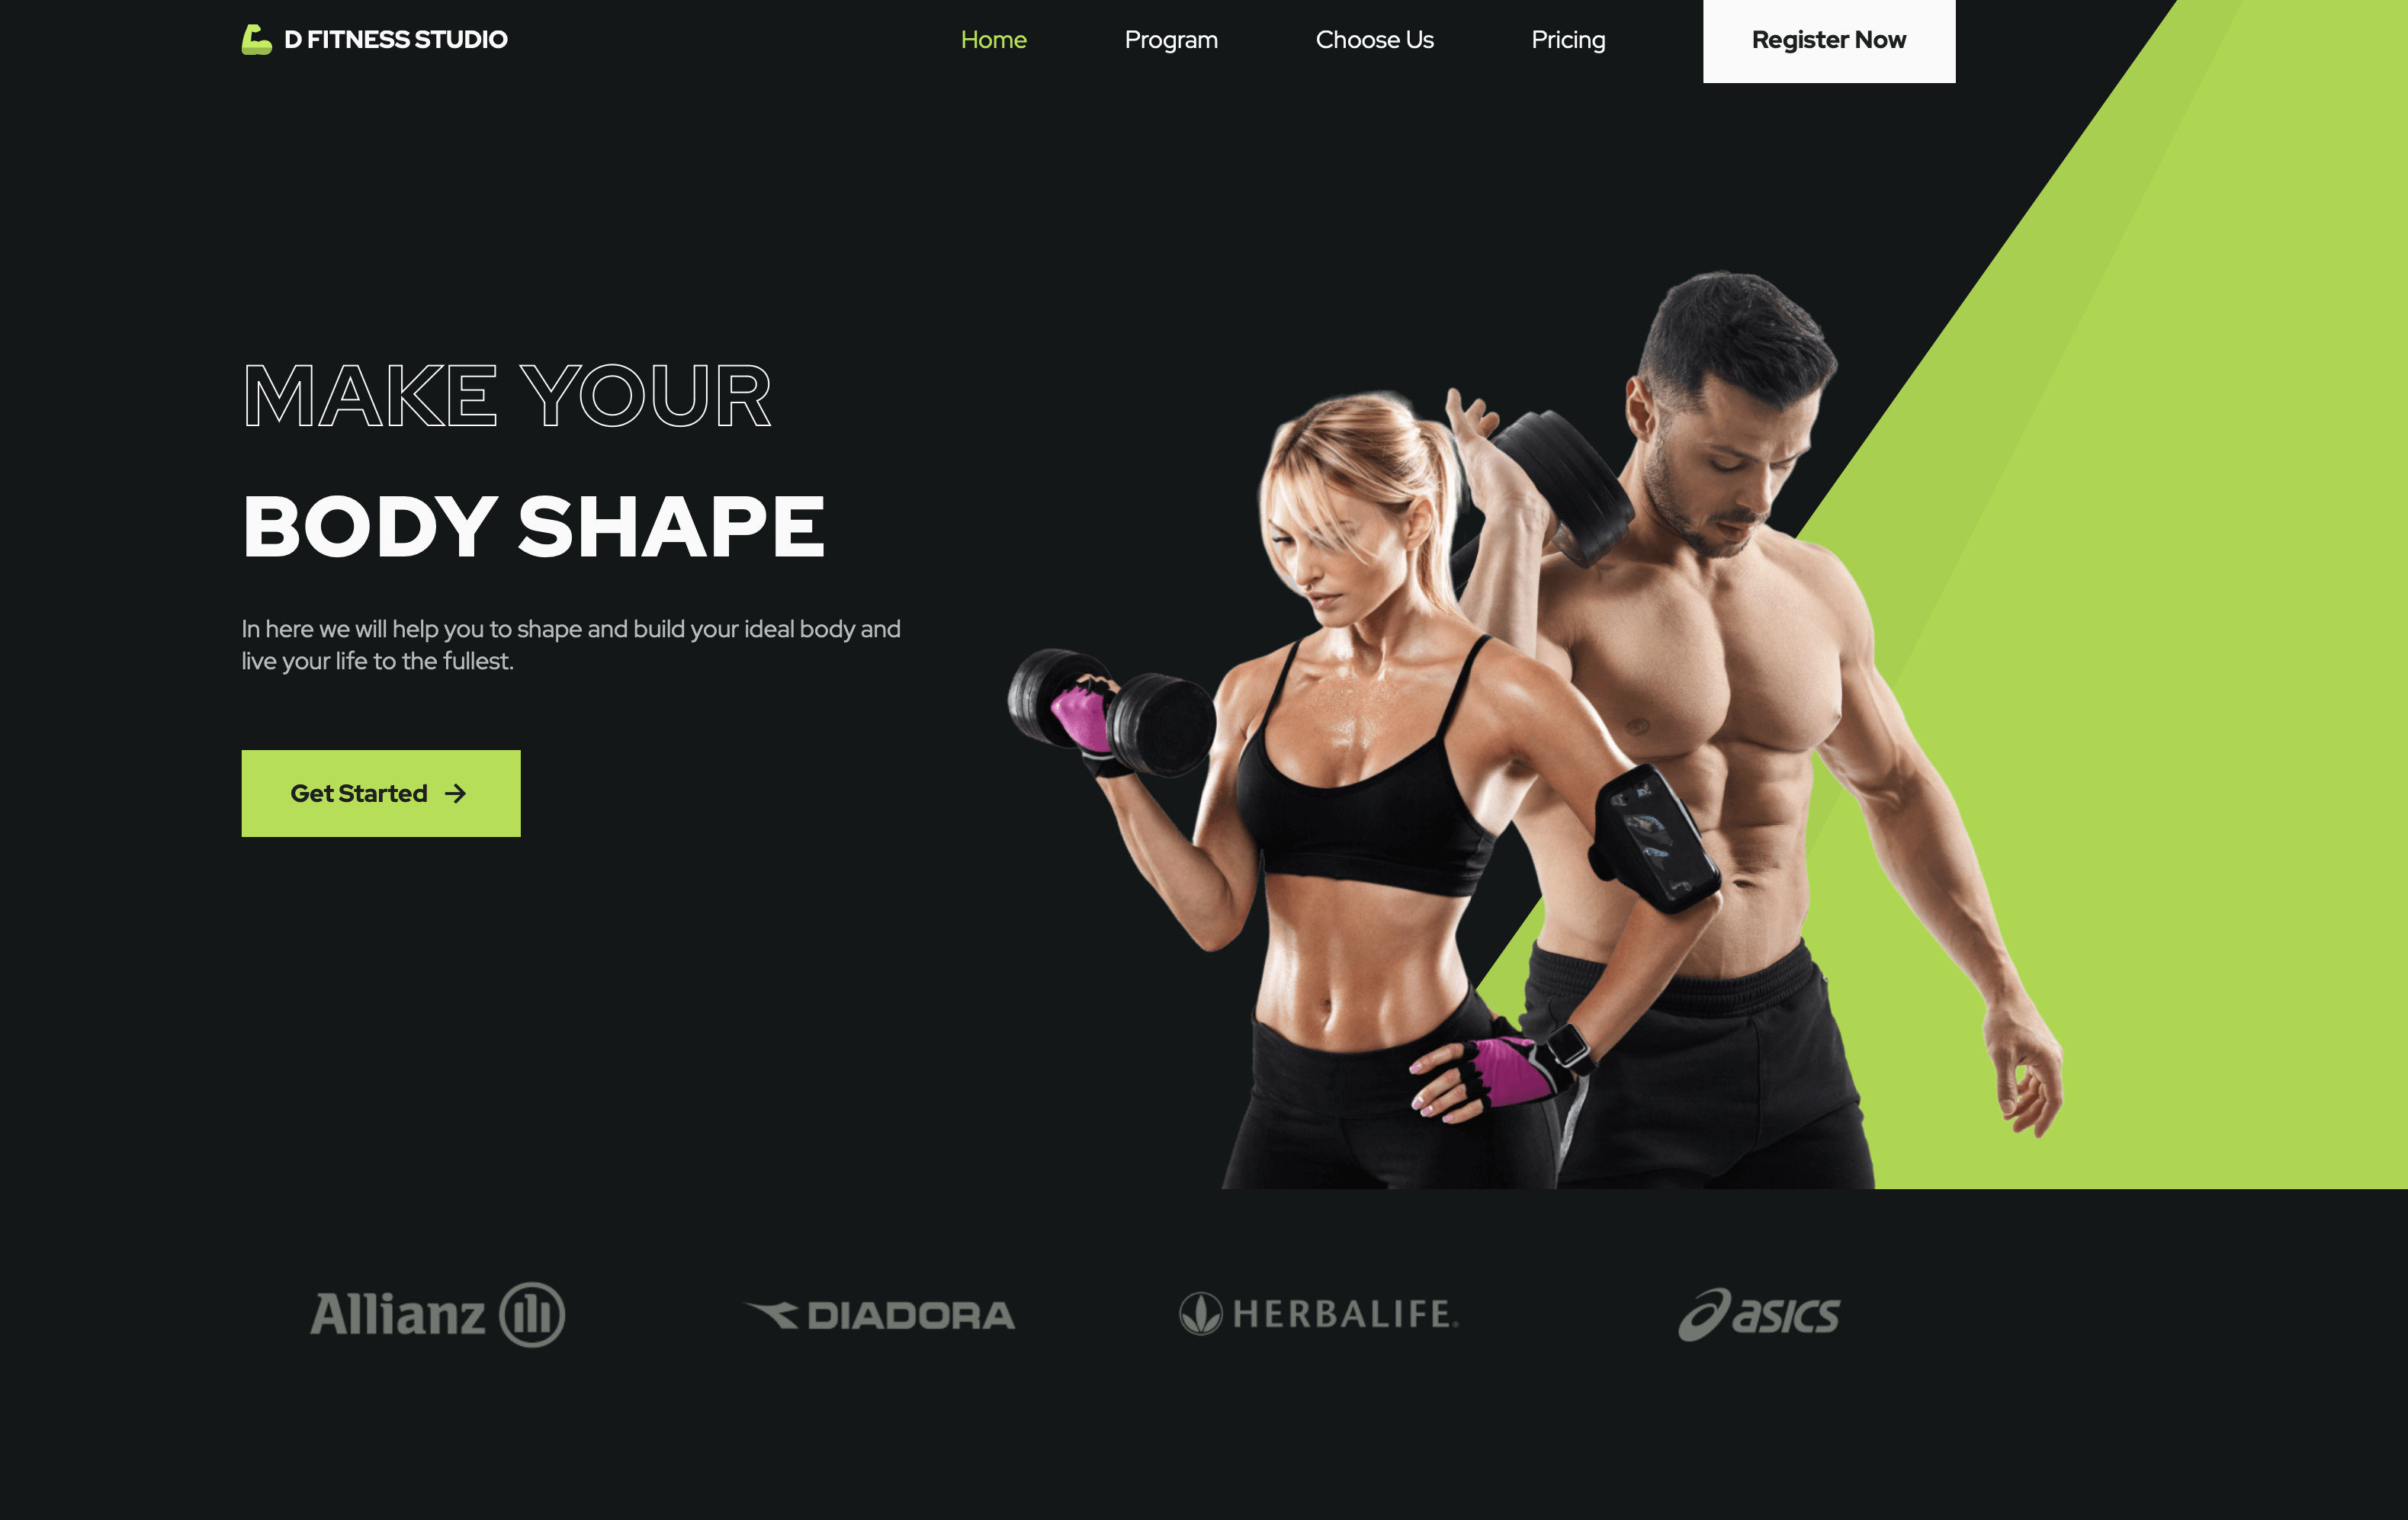 D FITNESS STUDIO
Home
Program
Choose Us
Pricing
Register Now
MAKE YOUR
BODY SHAPE
In here we will help you to shape and build your ideal body and
live your life to the fullest.
Get Started →
Allianz
DIADORA
HERBALIFE®
asics